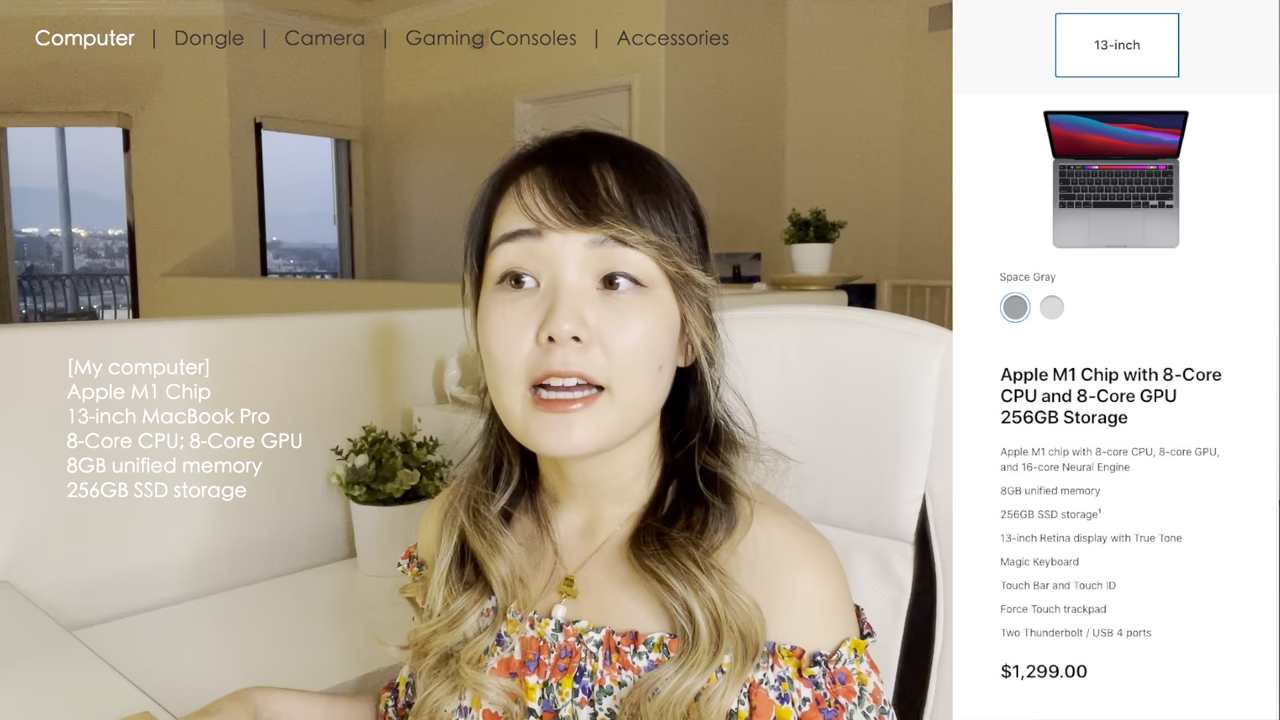 Computer | Dongle | Camera | Gaming Consoles | Accessories
[My computer]
Apple M1 Chip
13-inch MacBook Pro
8-Core CPU; 8-Core GPU
8GB unified memory
256GB SSD storage
13-inch
Space Gray
Apple M1 Chip with 8-Core
CPU and 8-Core GPU
256GB Storage
Apple M1 chip with 8-core CPU, 8-core GPU,
and 16-core Neural Engine
8GB unified memory
256GB SSD storage¹
13-inch Retina display with True Tone
Magic Keyboard
Touch Bar and Touch ID
Force Touch trackpad
Two Thunderbolt / USB 4 ports
$1,299.00